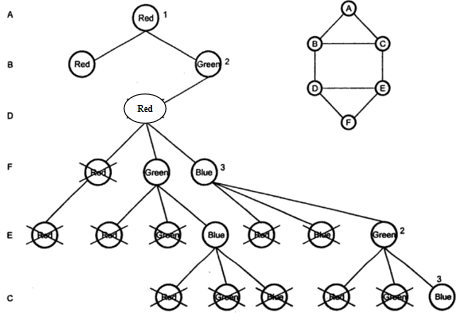 A
Red 1
A
B
Red
Green 2
B
C
D
Red
D
E
F
F
Red
Green
Blue 3
E
Red
Red
Green
Blue
Red
Blue
Green 2
C
Red
Green
Blue
Red
Green
Blue 3